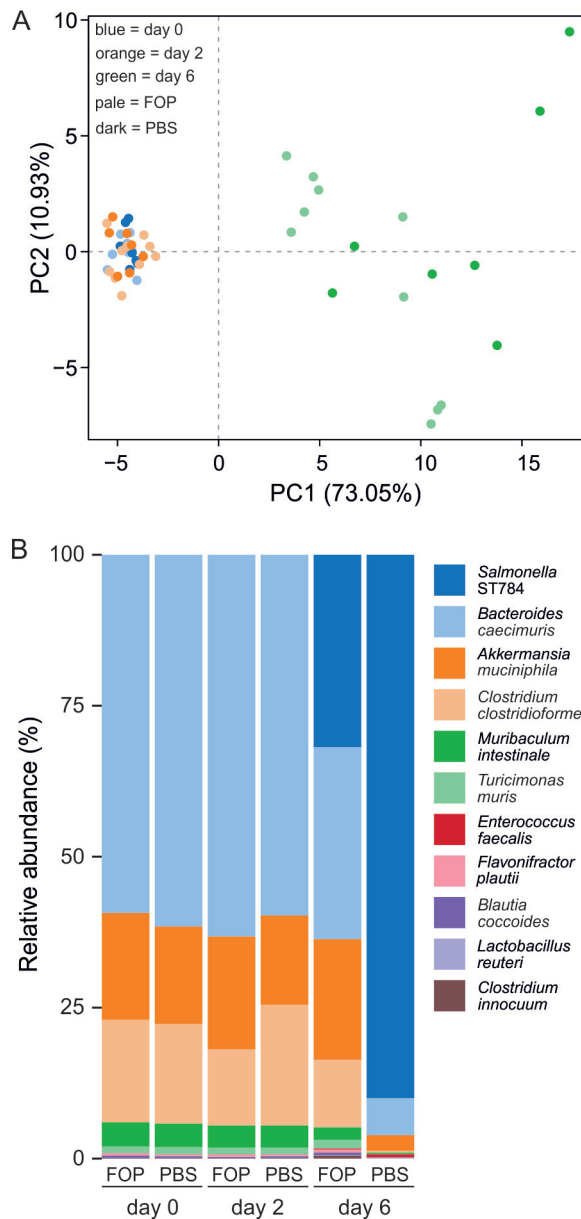 A
blue = day 0
orange = day 2
green = day 6
pale = FOP
dark = PBS
10
5
0
−5
PC2 (10.93%)
−5
0
5
10
15
PC1 (73.05%)
B
100
75
50
25
0
Relative abundance (%)
FOP
PBS
FOP
PBS
FOP
PBS
day 0
day 2
day 6
Salmonella
ST784
Bacteroides
caecimuris
Akkermansia
muciniphila
Clostridium
clostridioforme
Muribaculum
intestinale
Turicimonas
muris
Enterococcus
faecalis
Flavonifractor
plautii
Blautia
coccoides
Lactobacillus
reuteri
Clostridium
innocuum